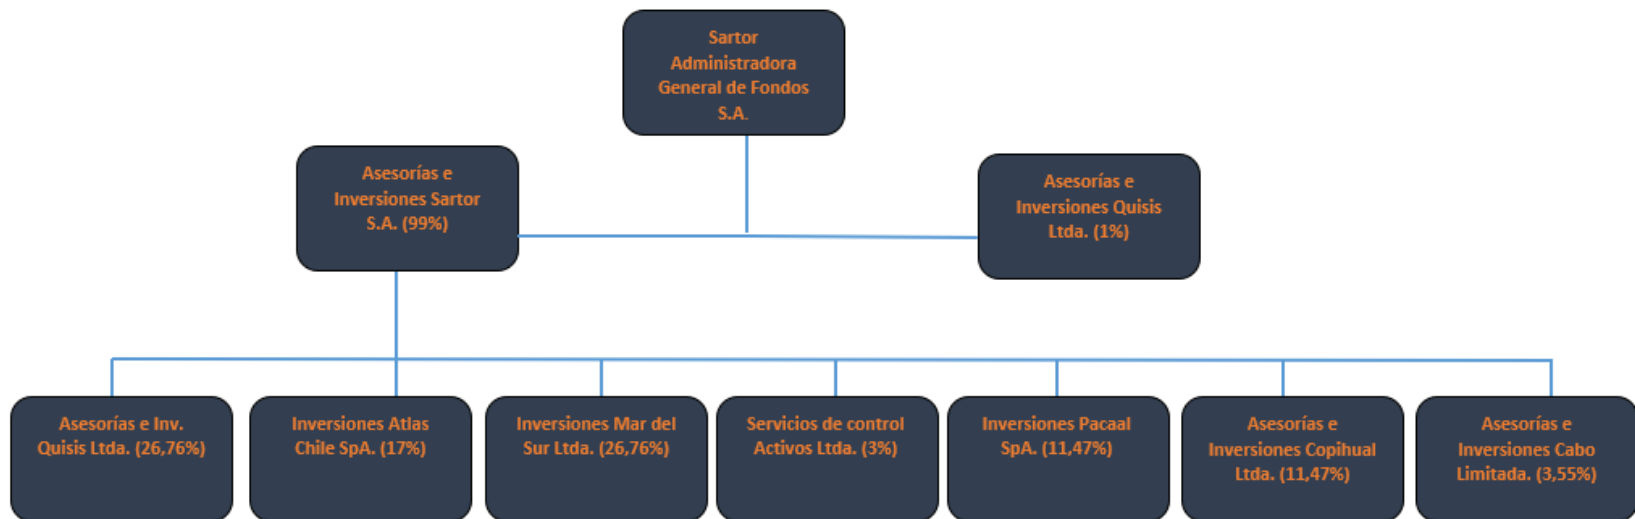 Sartor
Administradora
General de Fondos
S.A.
Asesorías e
Inversiones Sartor
S.A. (99%)
Asesorías e
Inversiones Quisis
Ltda. (1%)
Asesorías e Inv.
Quisis Ltda. (26,76%)
Inversiones Atlas
Chile SpA. (17%)
Inversiones Mar del
Sur Ltda. (26,76%)
Servicios de control
Activos Ltda. (3%)
Inversiones Pacaal
SpA. (11,47%)
Asesorías e
Inversiones Copihual
Ltda. (11,47%)
Asesorías e
Inversiones Cabo
Limitada. (3,55%)